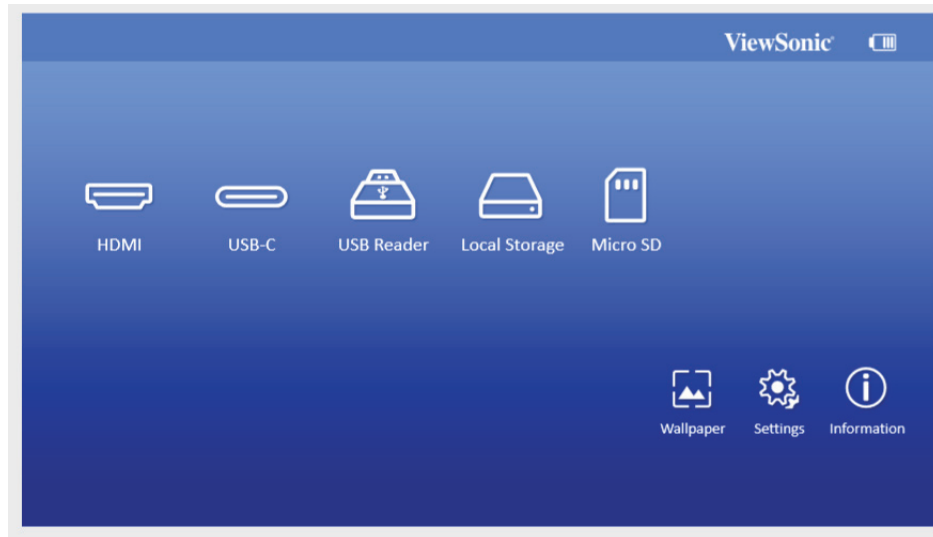 ViewSonic
HDMI USB-C USB Reader Local Storage Micro SD
Wallpaper Settings Information